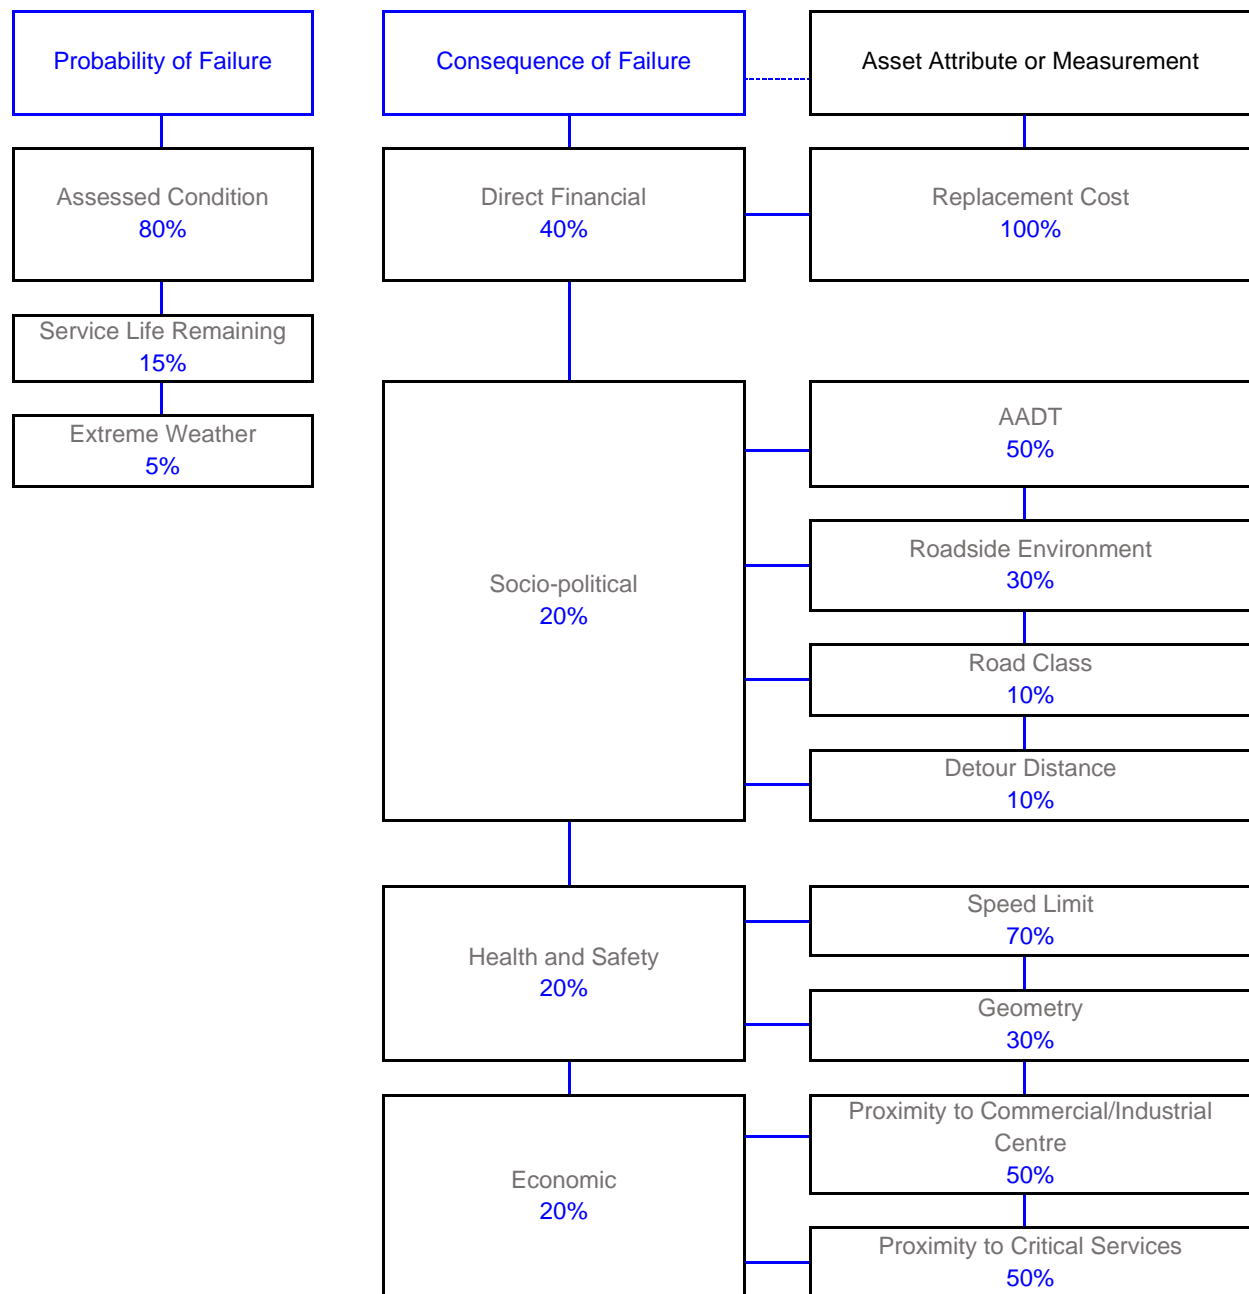 Probability of Failure
Consequence of Failure
Asset Attribute or Measurement
Assessed Condition
80%
Direct Financial
40%
Replacement Cost
100%
Service Life Remaining
15%
Extreme Weather
5%
Socio-political
20%
AADT
50%
Roadside Environment
30%
Road Class
10%
Detour Distance
10%
Health and Safety
20%
Speed Limit
70%
Geometry
30%
Economic
20%
Proximity to Commercial/Industrial
Centre
50%
Proximity to Critical Services
50%